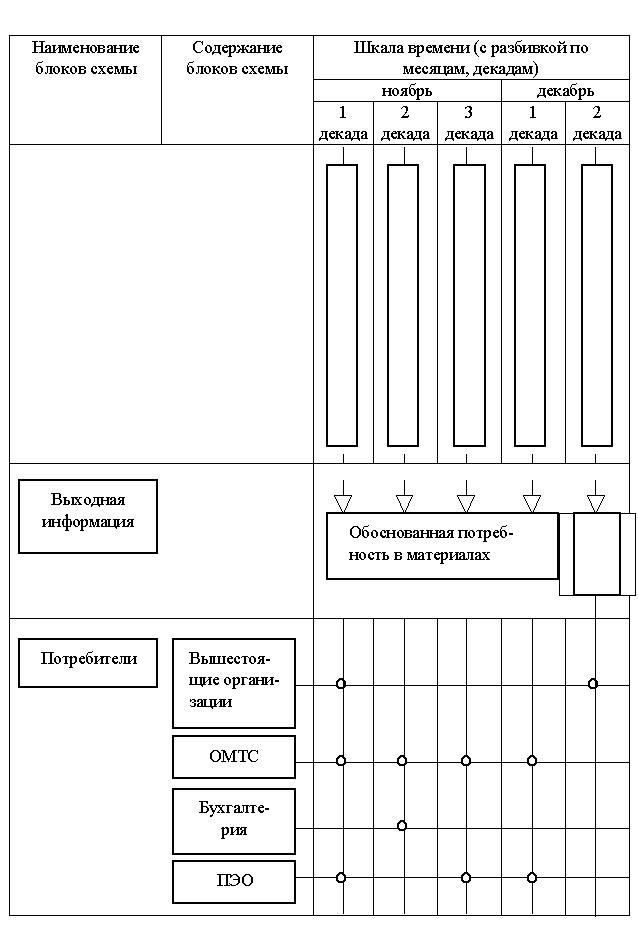 Наименование
блоков схемы
Содержание
блоков схемы
Шкала времени (с разбивкой по
месяцам, декадам)
ноябрь
декабрь
1
декада
2
декада
3
декада
1
декада
2
декада
Выходная
информация
Обоснованная потреб-
ность в материалах
Потребители
Вышестоя-
щие органи-
зации
ОМТС
Бухгалте-
рия
ПЭО